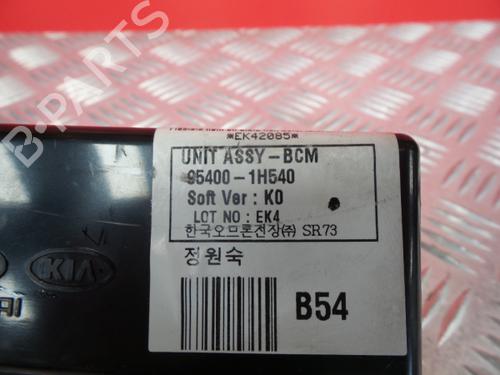 *EK42085*
UNIT ASSY-BCM
95400-1H540
Soft Ver : K0
LOT NO : EK4
한국오므론전장㈜ SR73
정원숙
B54
KIA
B-PARTS